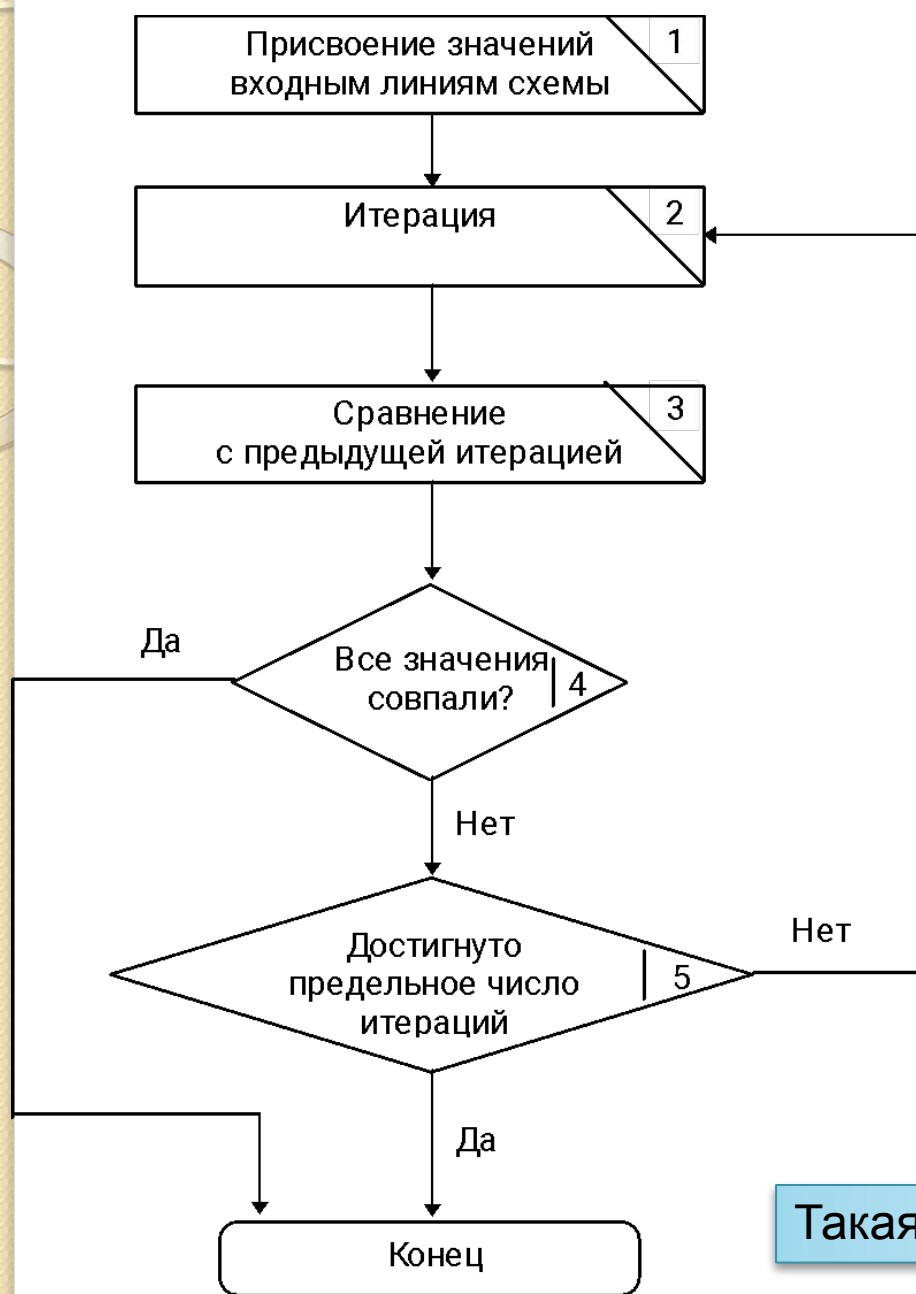 Присвоение значений
входным линиям схемы
1
Итерация
2
Сравнение
с предыдущей итерацией
3
Да
Все значения
совпали?
4
Нет
Достигнуто
предельное число
итераций
5
Нет
Да
Такая
Конец